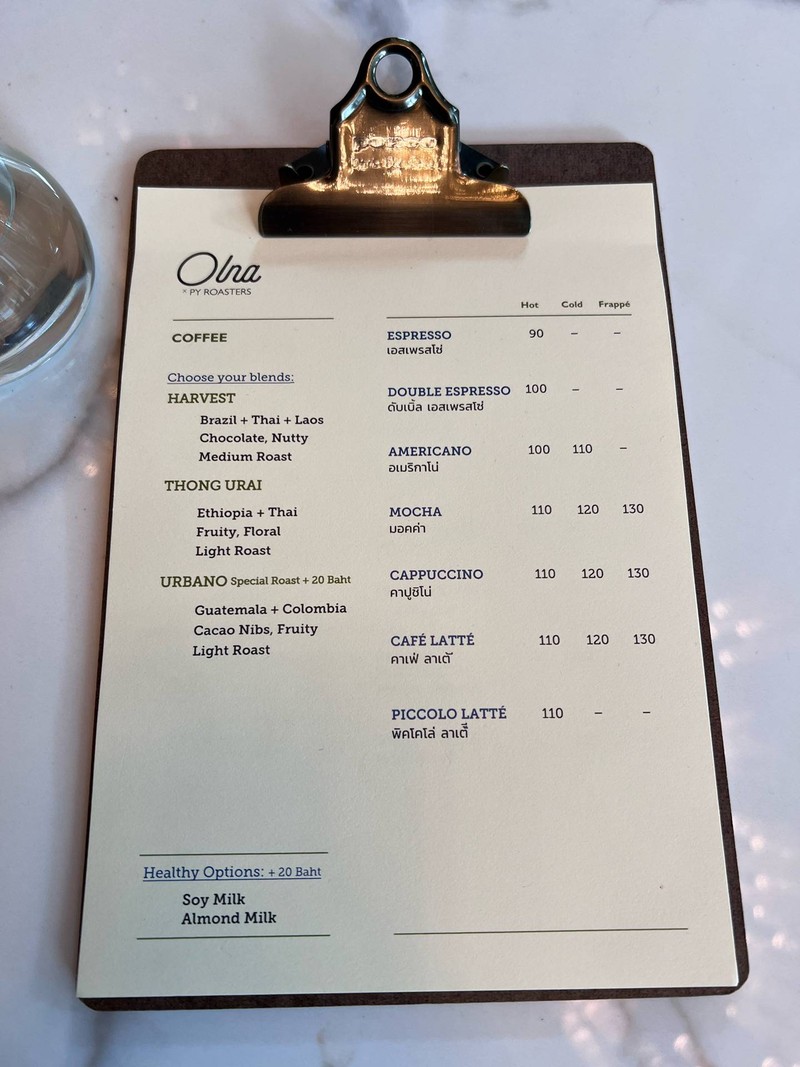 Olna
× PY ROASTERS
COFFEE
Choose your blends:
HARVEST
Brazil + Thai + Laos
Chocolate, Nutty
Medium Roast
THONG URAI
Ethiopia + Thai
Fruity, Floral
Light Roast
URBANO Special Roast + 20 Baht
Guatemala + Colombia
Cacao Nibs, Fruity
Light Roast
Healthy Options: + 20 Baht
Soy Milk
Almond Milk
Hot Cold Frappé
ESPRESSO 90 – –
เอสเพรสโซ่
DOUBLE ESPRESSO 100 – –
ดับเบิ้ล เอสเพรสโซ่
AMERICANO 100 110 –
อเมริกาโน่
MOCHA 110 120 130
มอคค่า
CAPPUCCINO 110 120 130
คาปูชิโน่
CAFÉ LATTÉ 110 120 130
คาเฟ่ ลาเต้
PICCOLO LATTÉ 110 – –
พิคโคโล่ ลาเต้